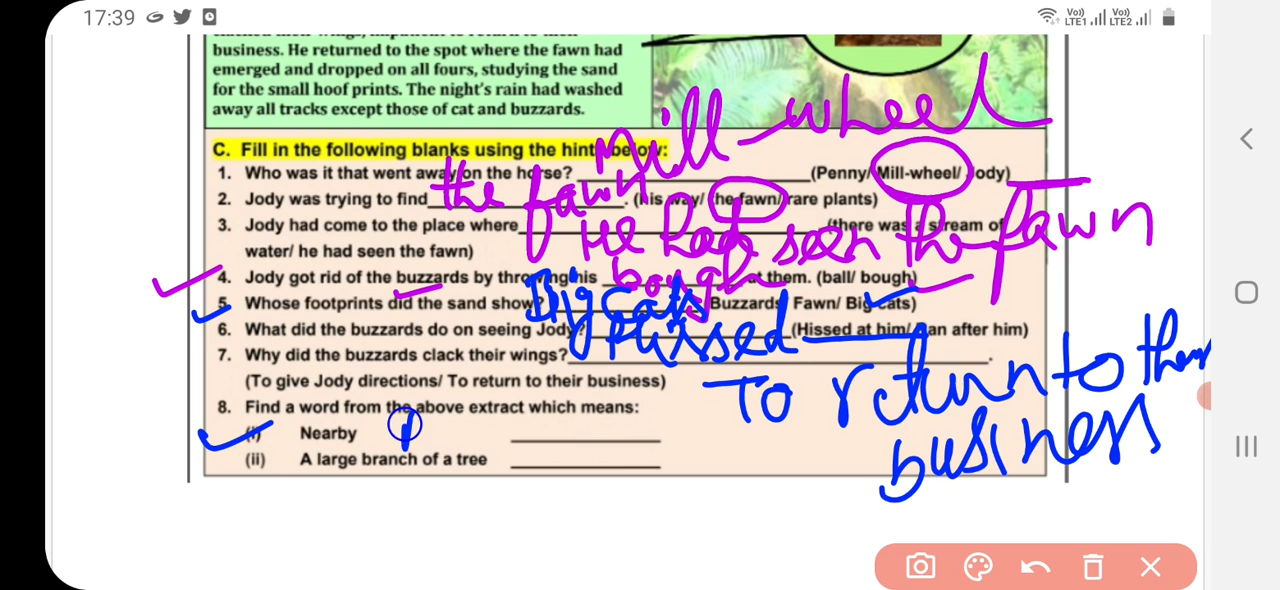 17:39 Vo)) LTE1 Vo)) LTE2
business. He returned to the spot where the fawn had
emerged and dropped on all fours, studying the sand
for the small hoof prints. The night's rain had washed
away all tracks except those of cat and buzzards.
C. Fill in the following blanks using the hints below:
Mill-wheel
1. Who was it that went away on the horse? (Penny/ Mill-wheel/ Jody)
the fawn
2. Jody was trying to find . (his way/ the fawn/ rare plants)
3. Jody had come to the place where (there was a stream of
He had seen the fawn
water/ he had seen the fawn)
4. Jody got rid of the buzzards by throwing his bough at them. (ball/ bough)
5. Whose footprints did the sand show? Big cats (Buzzards/ Fawn/ Big cats)
6. What did the buzzards do on seeing Jody? Hissed (Hissed at him/ ran after him)
7. Why did the buzzards clack their wings? .
To return to their
(To give Jody directions/ To return to their business)
business
8. Find a word from the above extract which means:
(i) Nearby
(ii) A large branch of a tree